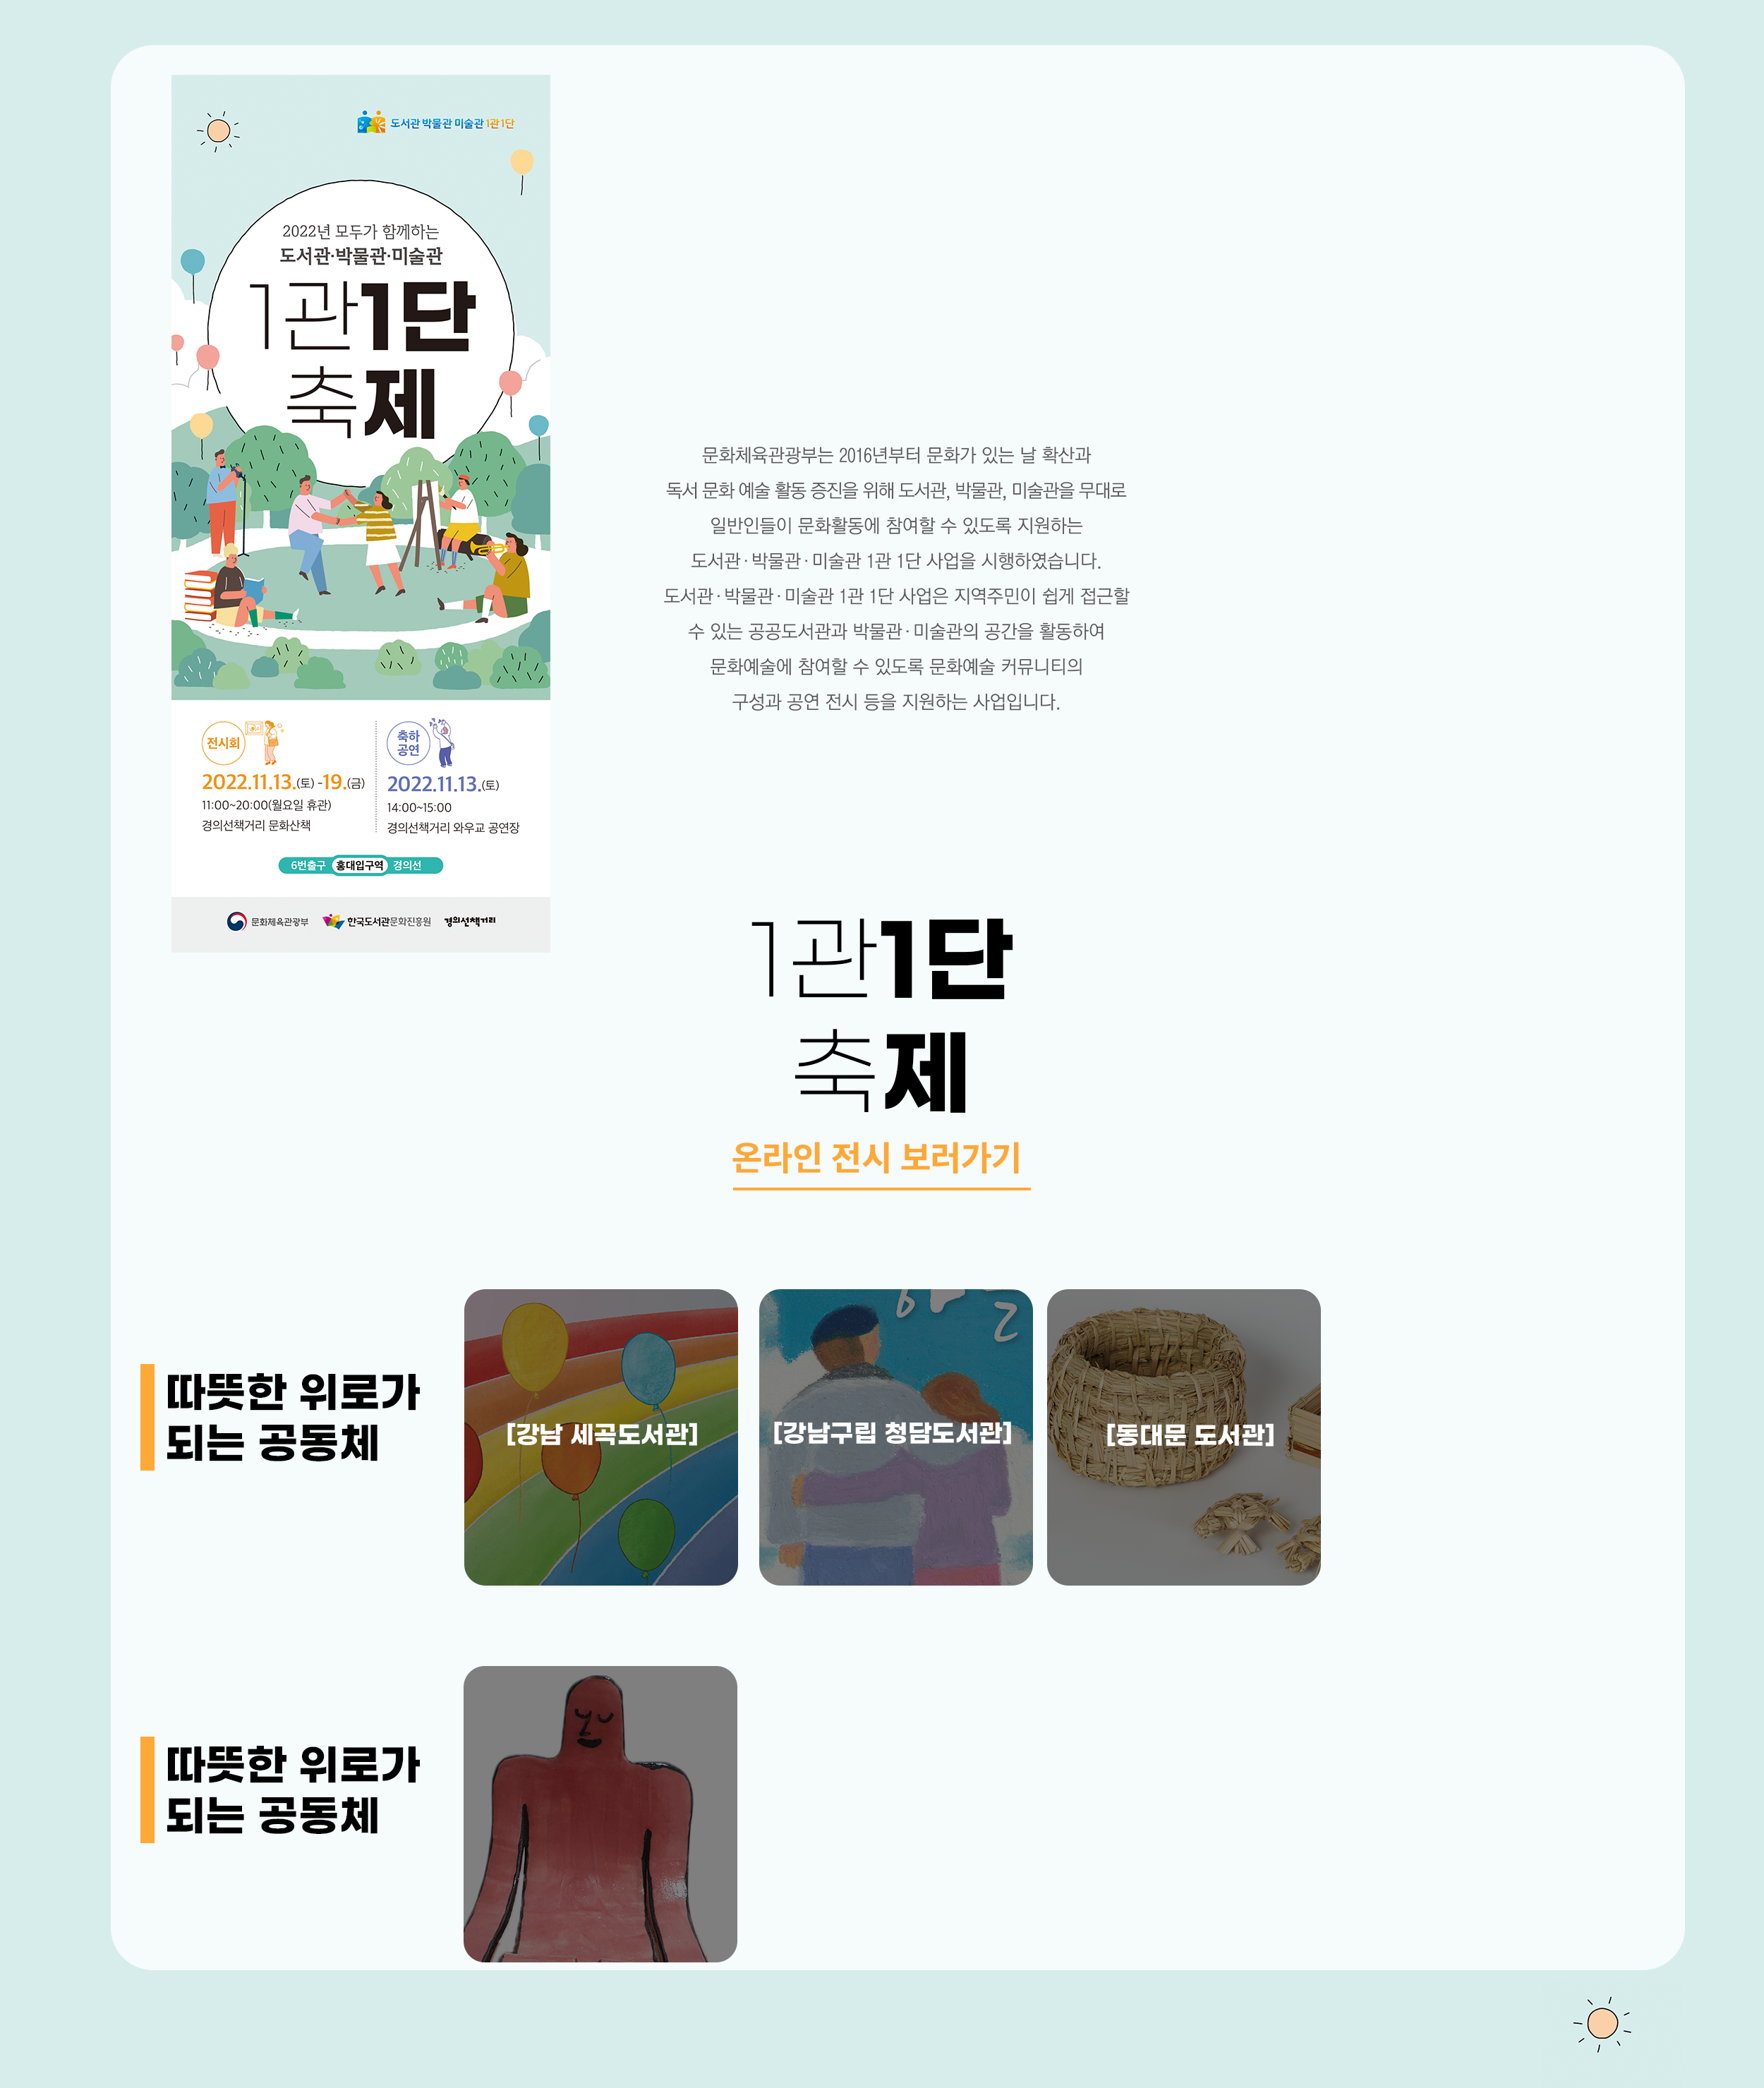 도서관 박물관 미술관 1관1단
2022년 모두가 함께하는
도서관·박물관·미술관
1관1단
축제
전시회
2022.11.13.(토) -19.(금)
11:00~20:00(월요일 휴관)
경의선책거리 문화산책
축하
공연
2022.11.13.(토)
14:00~15:00
경의선책거리 와우교 공연장
6번출구 홍대입구역 경의선
문화체육관광부 한국도서관문화진흥원 경의선책거리
문화체육관광부는 2016년부터 문화가 있는 날 확산과
독서 문화 예술 활동 증진을 위해 도서관, 박물관, 미술관을 무대로
일반인들이 문화활동에 참여할 수 있도록 지원하는
도서관·박물관·미술관 1관 1단 사업을 시행하였습니다.
도서관·박물관·미술관 1관 1단 사업은 지역주민이 쉽게 접근할
수 있는 공공도서관과 박물관·미술관의 공간을 활동하여
문화예술에 참여할 수 있도록 문화예술 커뮤니티의
구성과 공연 전시 등을 지원하는 사업입니다.
1관1단
축제
온라인 전시 보러가기
따뜻한 위로가
되는 공동체
[강남 세곡도서관]
[강남구립 청담도서관]
[동대문 도서관]
따뜻한 위로가
되는 공동체